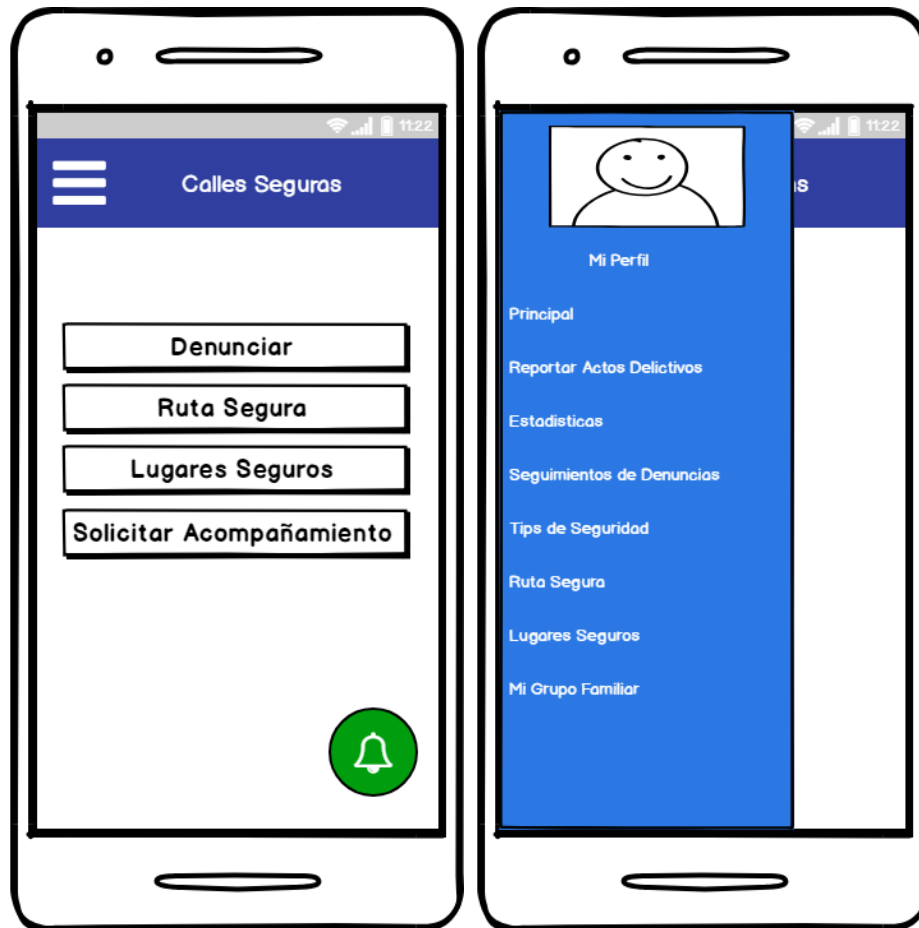 11:22
Calles Seguras
Denunciar
Ruta Segura
Lugares Seguros
Solicitar Acompañamiento
11:22
as
Mi Perfil
Principal
Reportar Actos Delictivos
Estadisticas
Seguimientos de Denuncias
Tips de Seguridad
Ruta Segura
Lugares Seguros
Mi Grupo Familiar